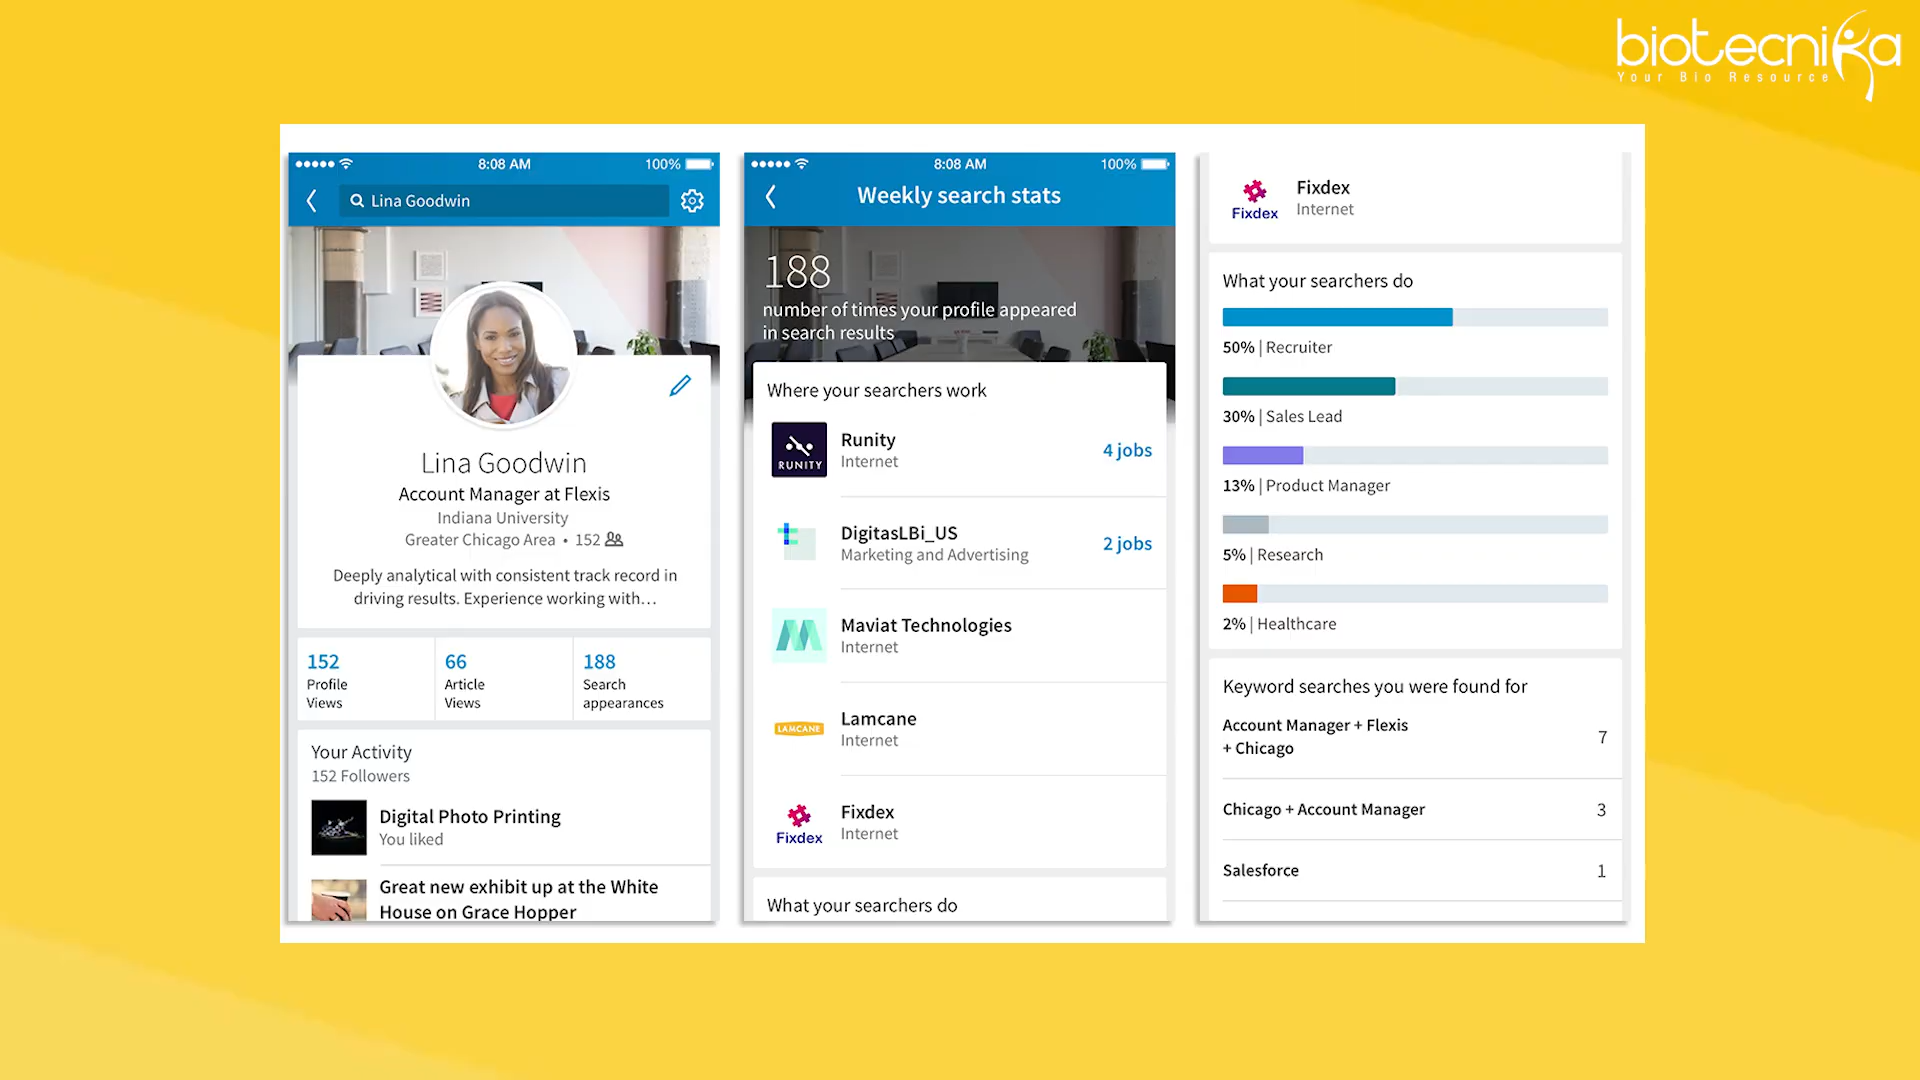 biotecnika
Your Bio Resource
8:08 AM
100%
Lina Goodwin
Lina Goodwin
Account Manager at Flexis
Indiana University
Greater Chicago Area • 152
Deeply analytical with consistent track record in
driving results. Experience working with…
152
Profile
Views
66
Article
Views
188
Search
appearances
Your Activity
152 Followers
Digital Photo Printing
You liked
Great new exhibit up at the White
House on Grace Hopper
8:08 AM
100%
Weekly search stats
188
number of times your profile appeared
in search results
Where your searchers work
RUNITY
Runity
Internet
4 jobs
DigitasLBi_US
Marketing and Advertising
2 jobs
Maviat Technologies
Internet
LAMCANE
Lamcane
Internet
Fixdex
Fixdex
Internet
What your searchers do
Fixdex
Fixdex
Internet
What your searchers do
50% | Recruiter
30% | Sales Lead
13% | Product Manager
5% | Research
2% | Healthcare
Keyword searches you were found for
Account Manager + Flexis
+ Chicago
7
Chicago + Account Manager
3
Salesforce
1